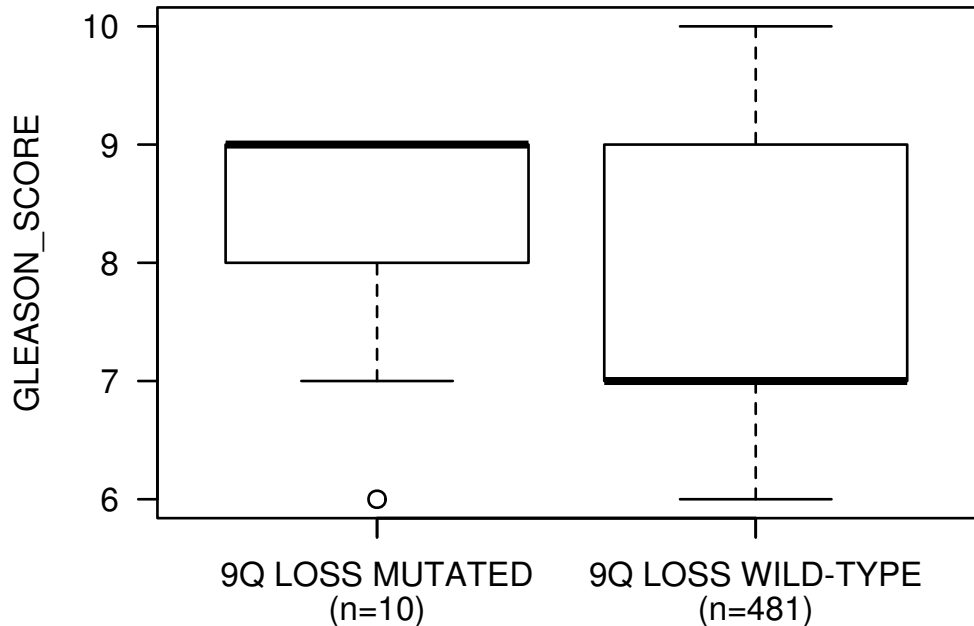 GLEASON_SCORE
10
9
8
7
6
9Q LOSS MUTATED
(n=10)
9Q LOSS WILD-TYPE
(n=481)